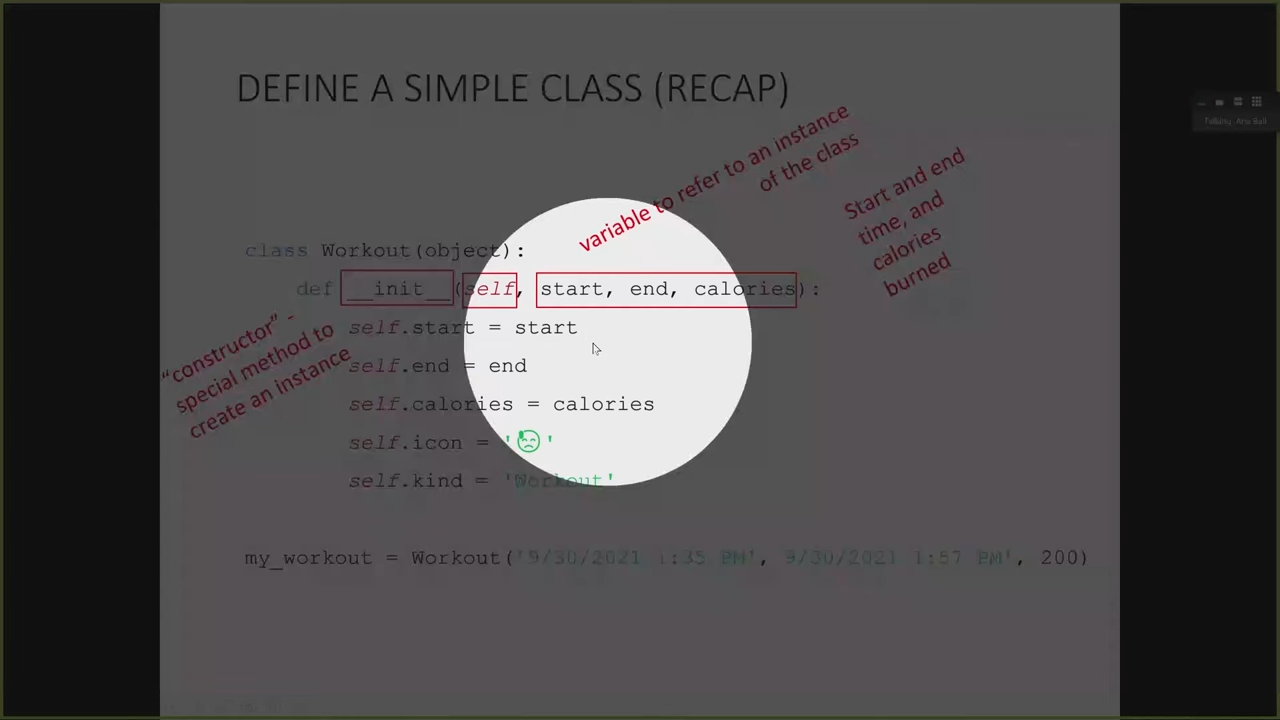 DEFINE A SIMPLE CLASS (RECAP)
variable to refer to an instance
of the class
Start and end
time, and
calories
burned
class Workout(object):
def __init__(self, start, end, calories):
self.start = start
self.end = end
self.calories = calories
self.icon = '😓'
self.kind = 'Workout'
"constructor" -
special method to
create an instance
my_workout = Workout('9/30/2021 1:35 PM', 9/30/2021 1:57 PM', 200)
Talking: Ana Bell